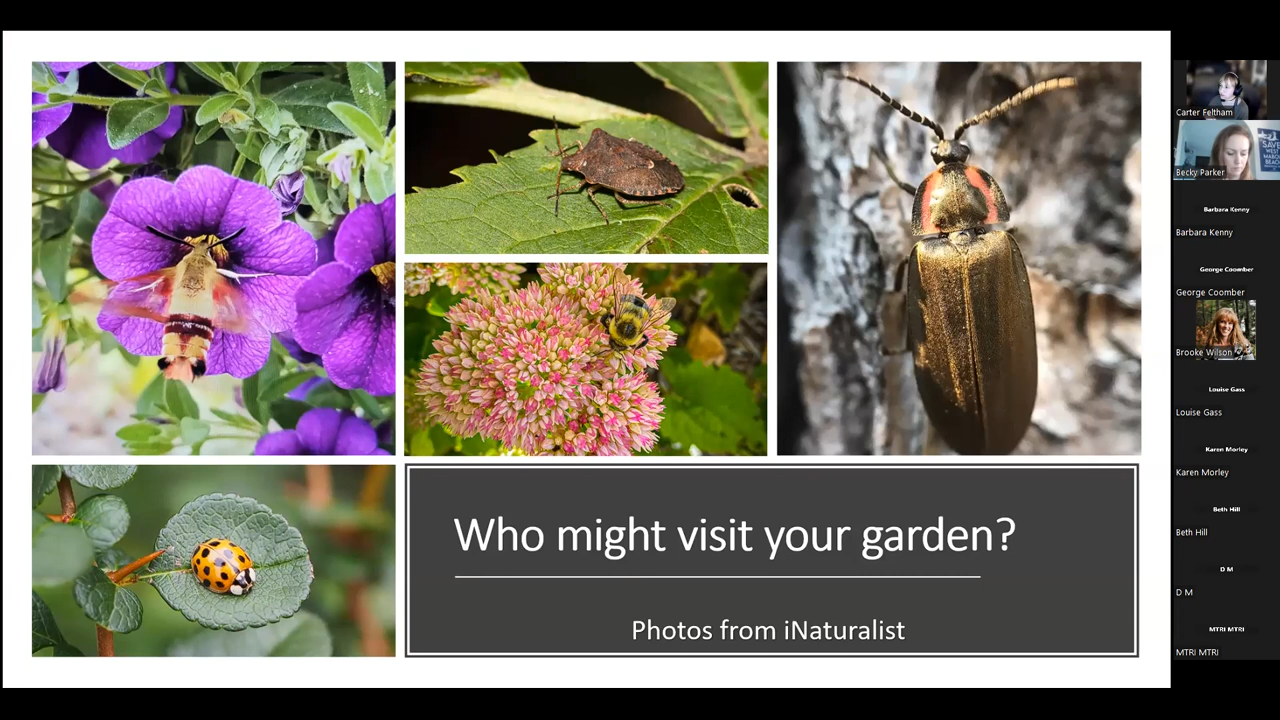 Who might visit your garden?
Photos from iNaturalist
Carter Feltham
Becky Parker
Barbara Kenny
Barbara Kenny
George Coomber
George Coomber
Brooke Wilson
Louise Gass
Louise Gass
Karen Morley
Karen Morley
Beth Hill
Beth Hill
D M
D M
MTRI MTRI
MTRI MTRI